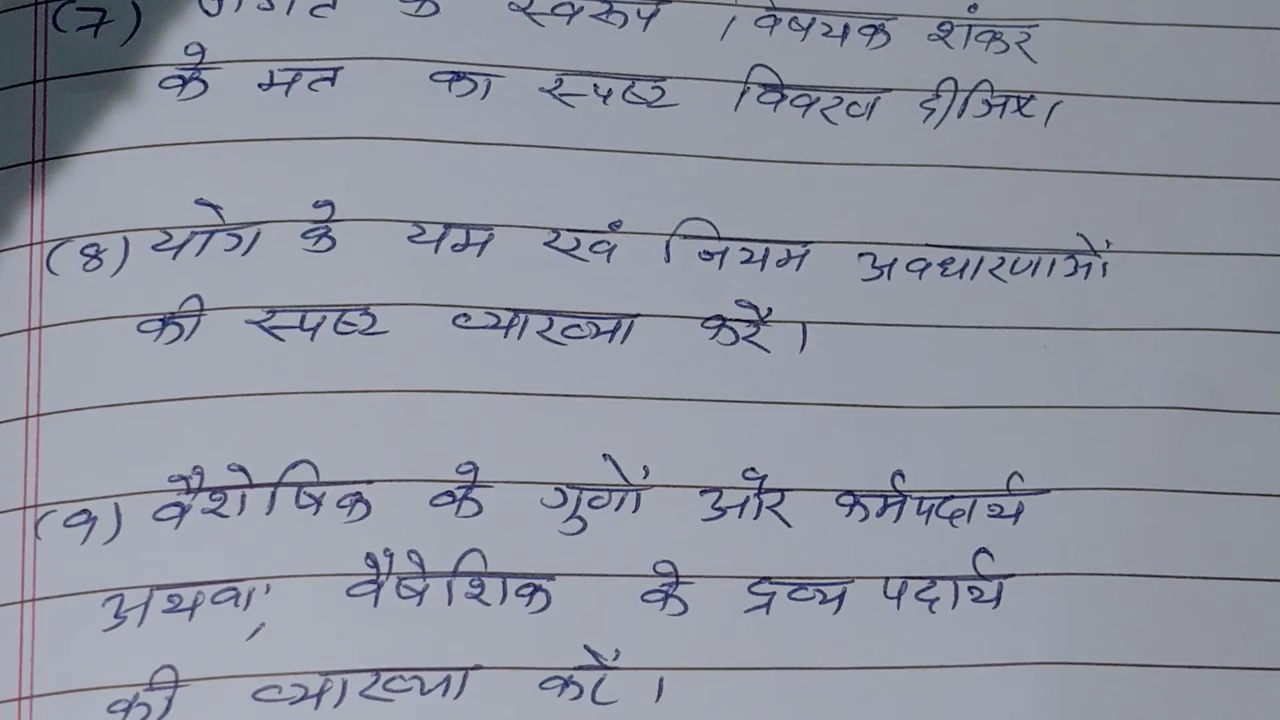 (7) जगत के स्वरूप विषयक शंकर
के मत का स्पष्ट विवरण दीजिए।
(8) योग के यम एवं नियम अवधारणाओं
की स्पष्ट व्याख्या करें।
(9) वैशेषिक के गुणों और कर्मपदार्थ
अथवा, वैषेशिक के द्रव्य पदार्थ
की व्याख्या करें।